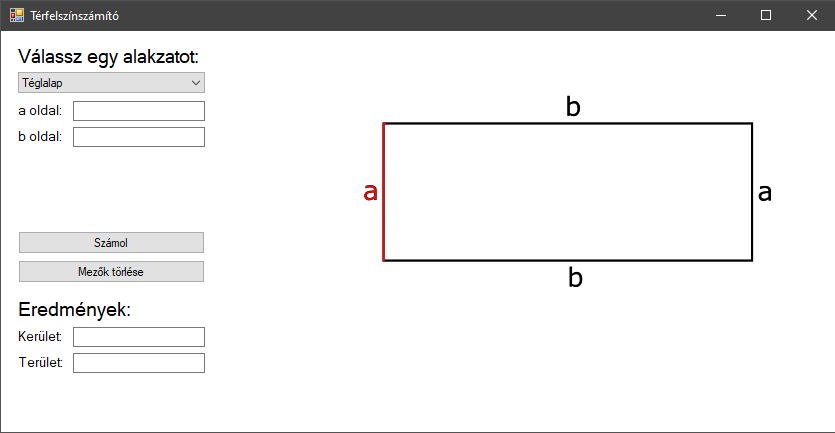 Térfelszínszámító
Válassz egy alakzatot:
Téglalap
a oldal:
b oldal:
Számol
Mezők törlése
Eredmények:
Kerület:
Terület:
b
a
a
b